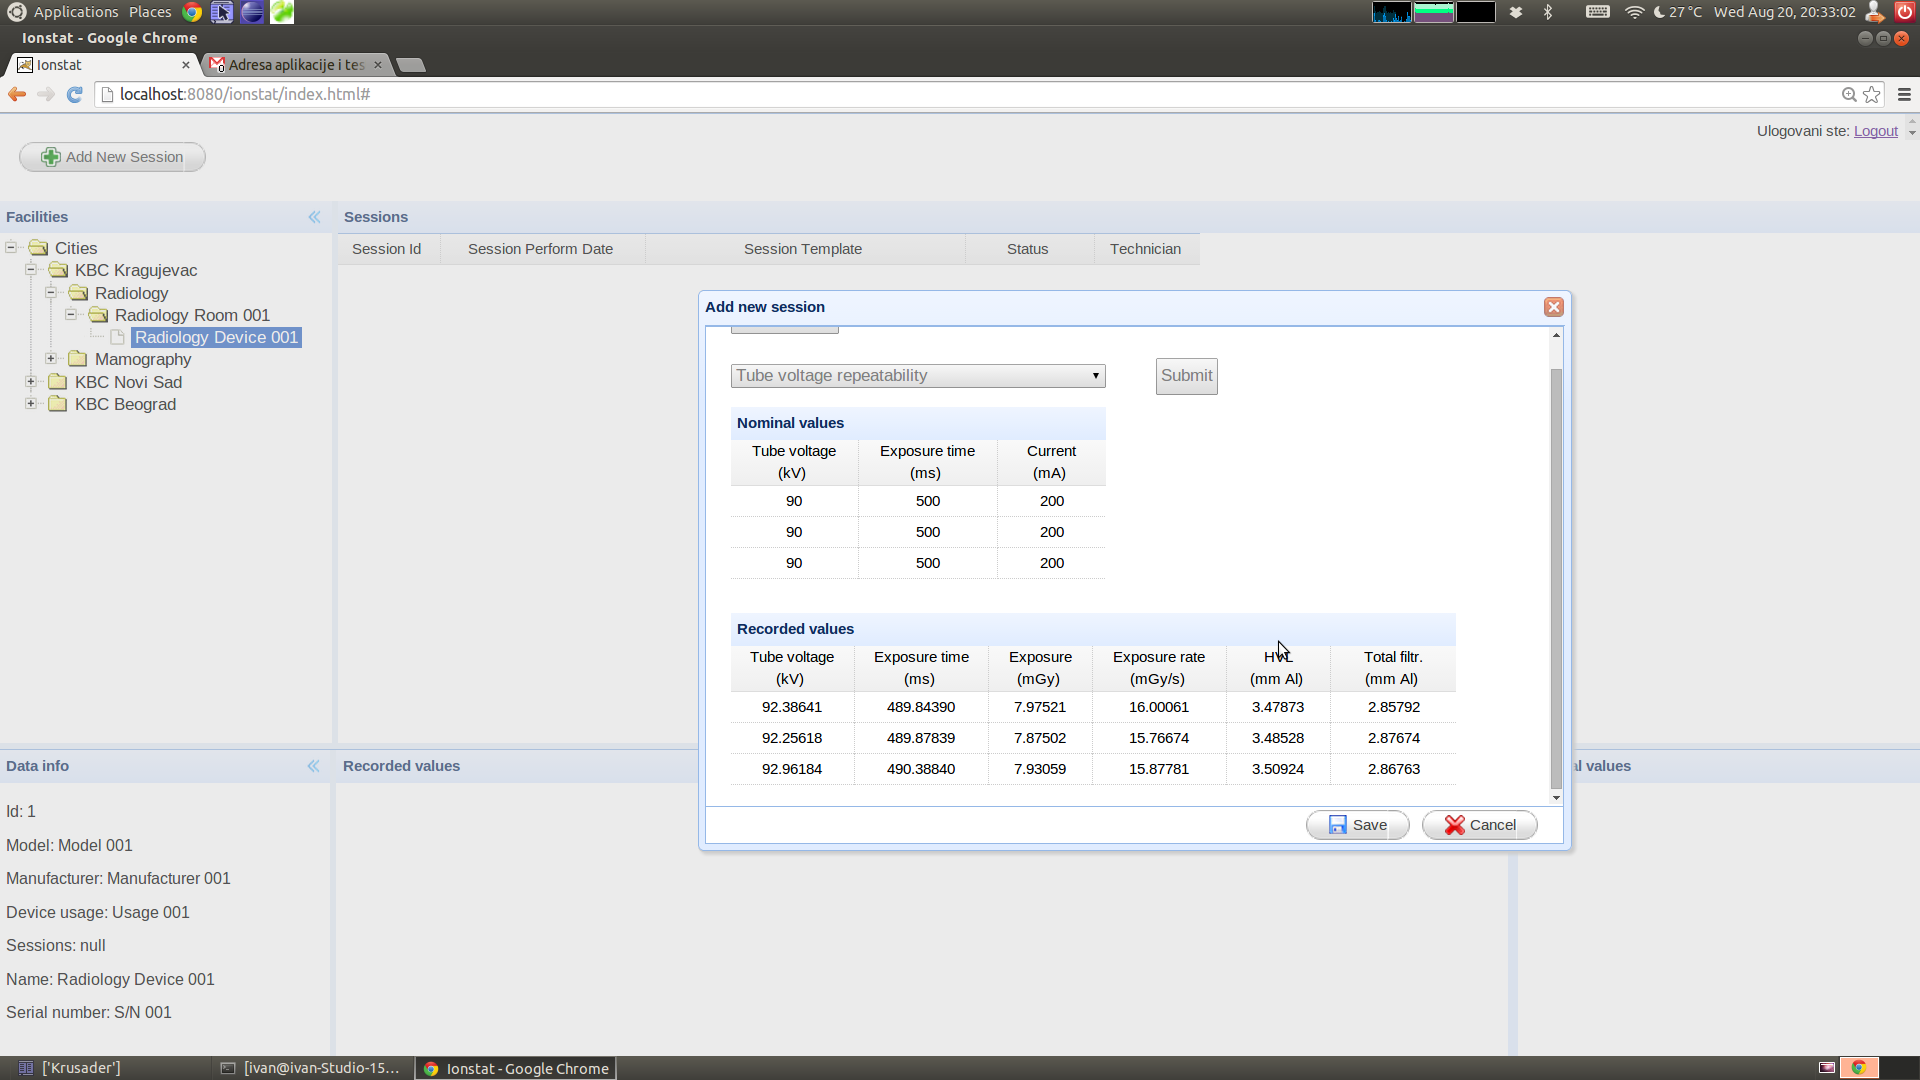 Applications Places 27 °C Wed Aug 20, 20:33:02
Ionstat - Google Chrome
Ionstat Adresa aplikacije i tes
localhost:8080/ionstat/index.html#
Ulogovani ste: Logout
Add New Session
Facilities
Cities
KBC Kragujevac
Radiology
Radiology Room 001
Radiology Device 001
Mamography
KBC Novi Sad
KBC Beograd
Sessions
Session Id Session Perform Date Session Template Status Technician
Add new session
Tube voltage repeatability Submit
Nominal values
Tube voltage (kV) Exposure time (ms) Current (mA)
90 500 200
90 500 200
90 500 200
Recorded values
Tube voltage (kV) Exposure time (ms) Exposure (mGy) Exposure rate (mGy/s) HVL (mm Al) Total filtr. (mm Al)
92.38641 489.84390 7.97521 16.00061 3.47873 2.85792
92.25618 489.87839 7.87502 15.76674 3.48528 2.87674
92.96184 490.38840 7.93059 15.87781 3.50924 2.86763
Save Cancel
Data info
Id: 1
Model: Model 001
Manufacturer: Manufacturer 001
Device usage: Usage 001
Sessions: null
Name: Radiology Device 001
Serial number: S/N 001
Recorded values
al values
['Krusader'] [ivan@ivan-Studio-15... Ionstat - Google Chrome